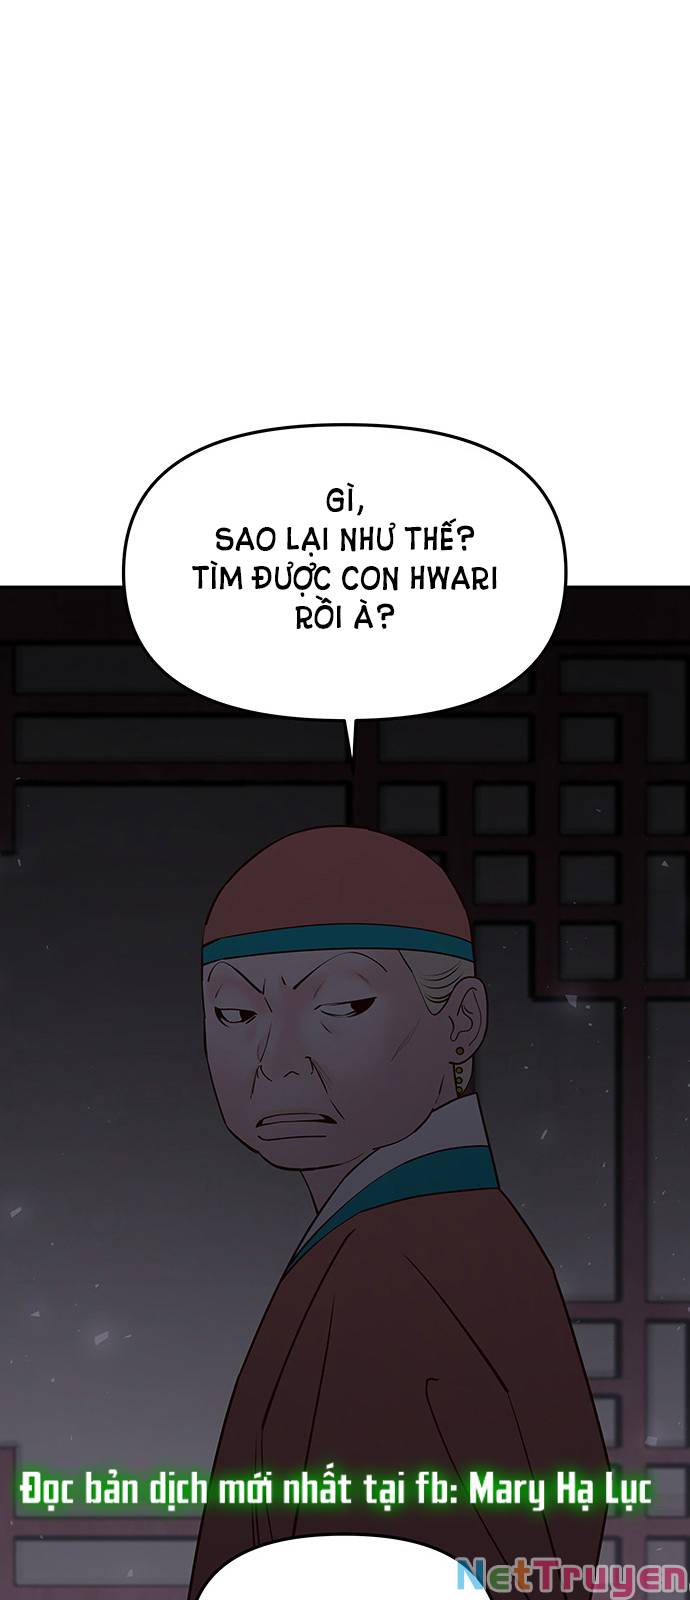 GÌ,
SAO LẠI NHƯ THẾ?
TÌM ĐƯỢC CON HWARI
RỒI À?
Đọc bản dịch mới nhất tại fb: Mary Hạ Lục
NetTruyen